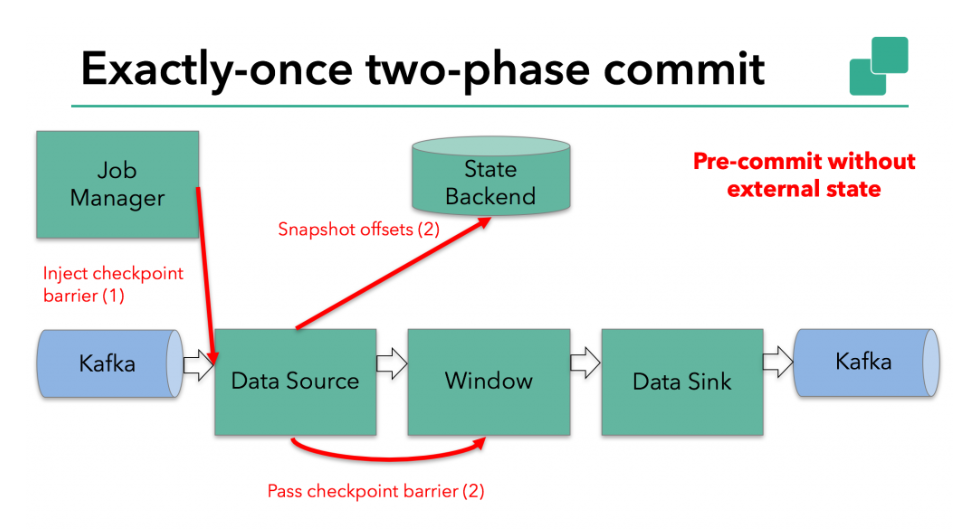 Exactly-once two-phase commit
Job
Manager
State
Backend
Pre-commit without
external state
Snapshot offsets (2)
Inject checkpoint
barrier (1)
Kafka
Data Source
Window
Data Sink
Kafka
Pass checkpoint barrier (2)